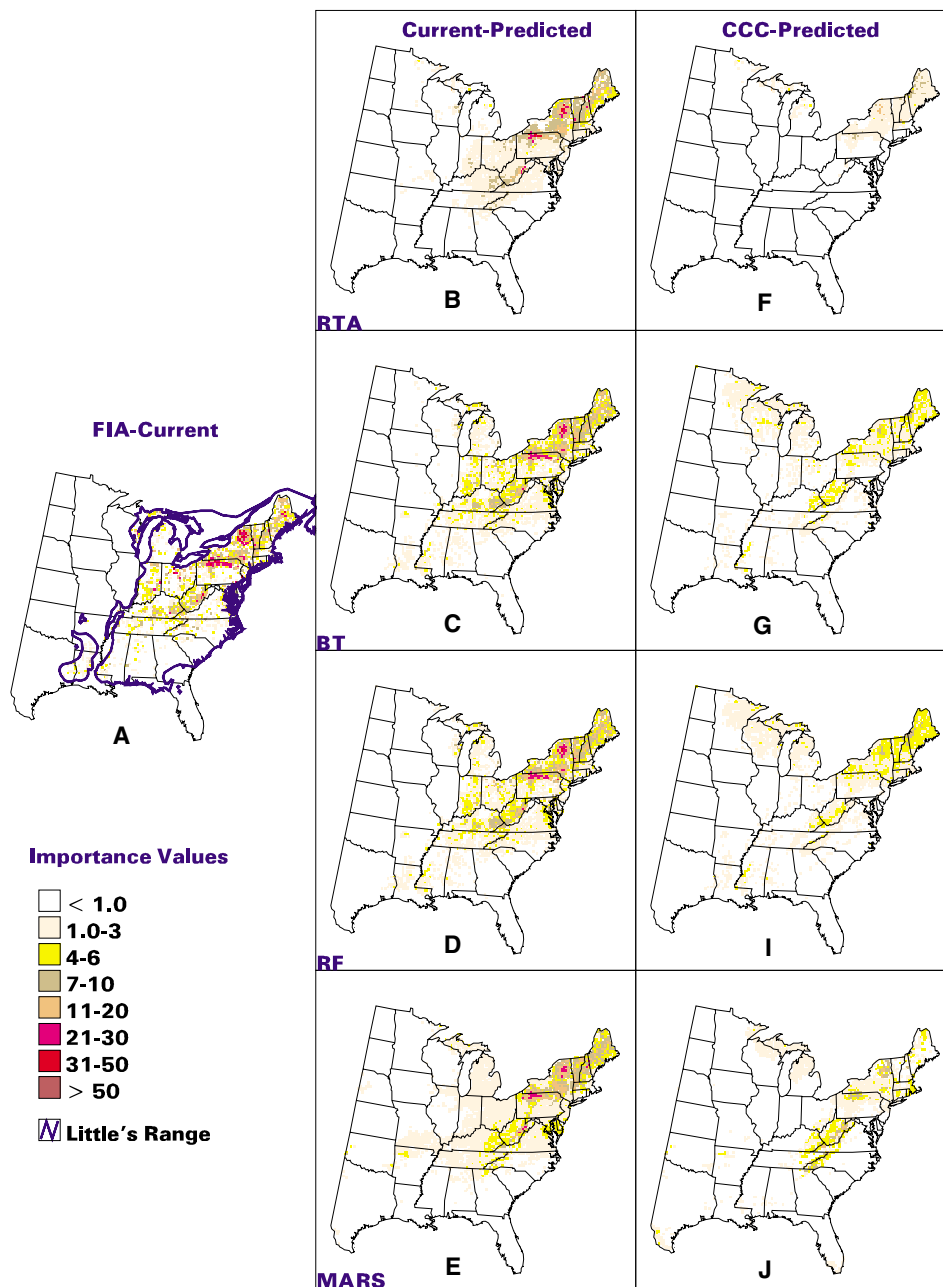 Current-Predicted
CCC-Predicted
B
F
RTA
FIA-Current
A
C
G
BT
Importance Values
< 1.0
1.0-3
4-6
7-10
11-20
21-30
31-50
> 50
Little's Range
D
I
RF
E
J
MARS